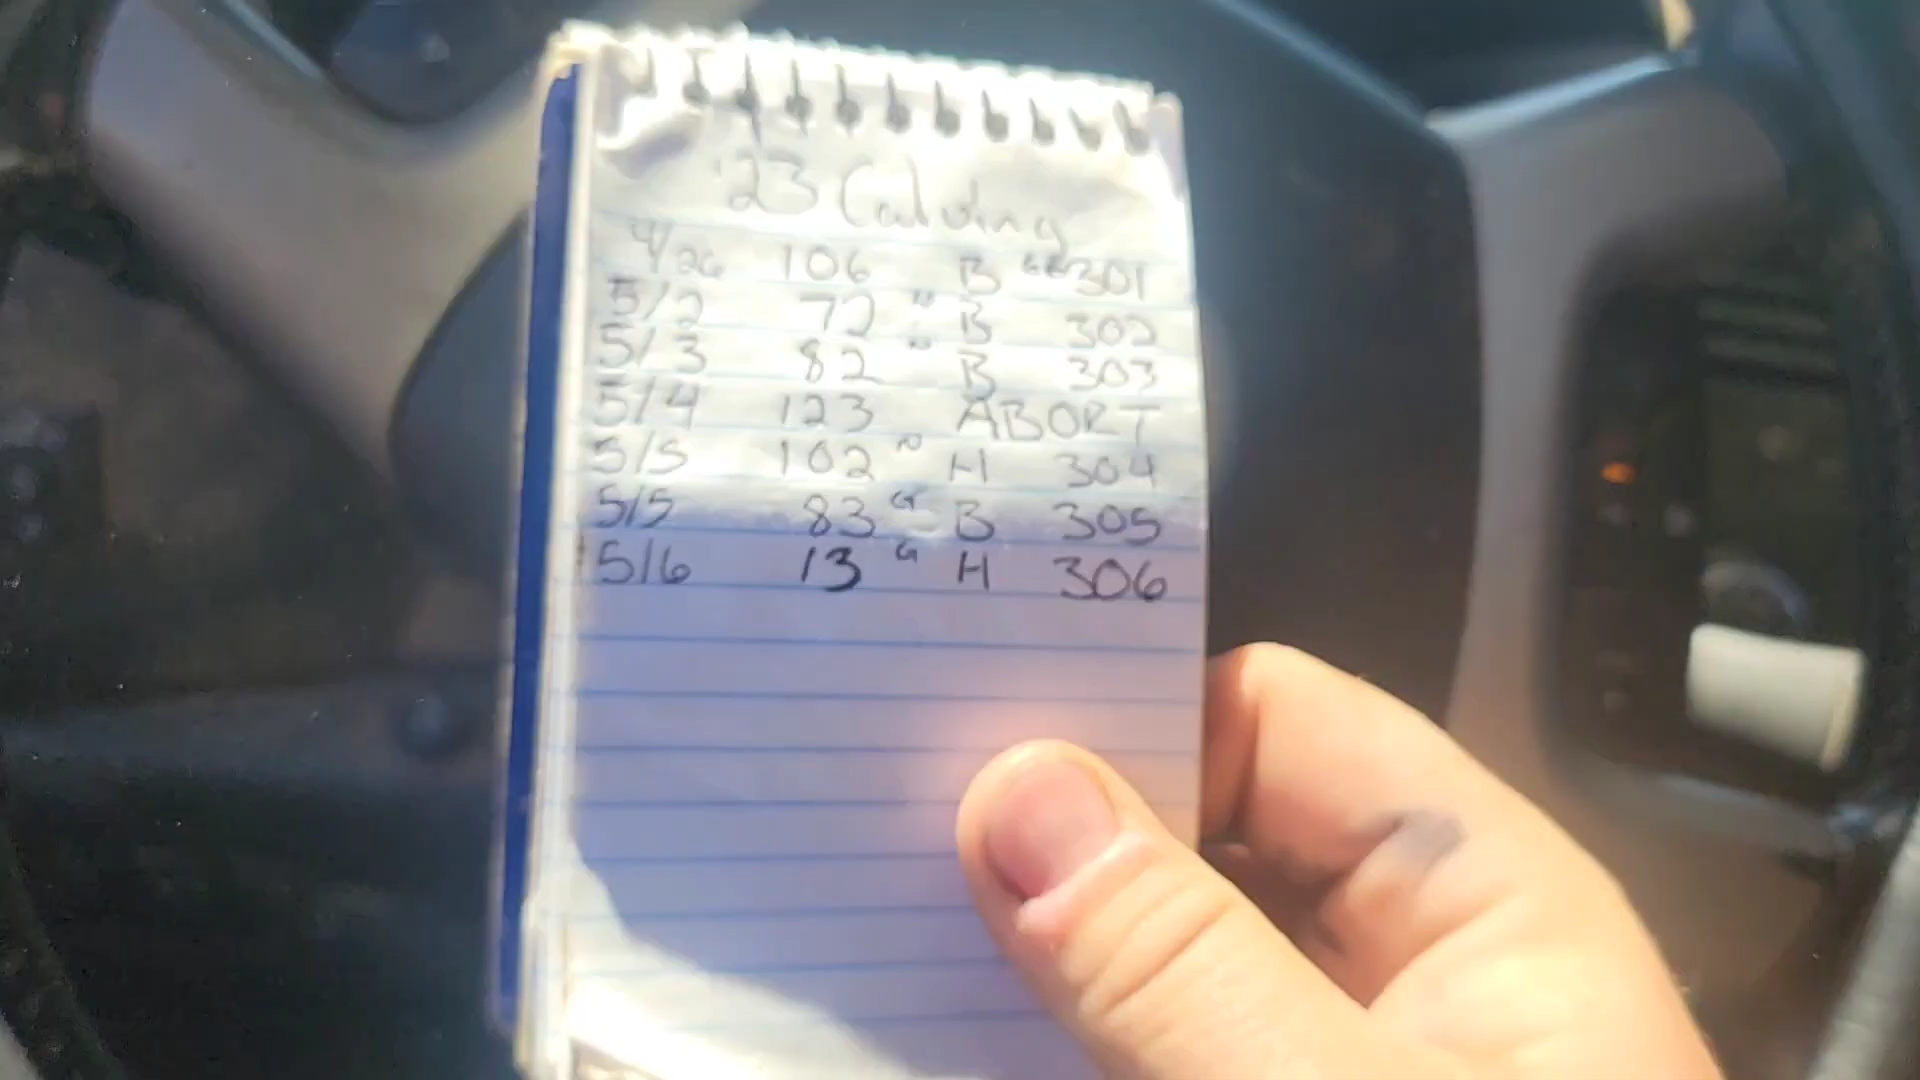 '23 Calving
4/26 106 B 301
5/2 72 " B 302
5/3 82 " B 303
5/4 123 ABORT
5/5 102 H 304
5/5 83 G B 305
5/6 13 G H 306